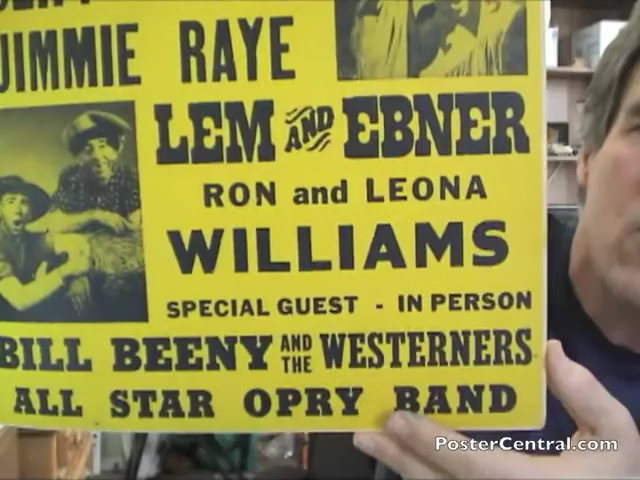 JIMMIE RAYE
LEM AND EBNER
RON and LEONA
WILLIAMS
SPECIAL GUEST - IN PERSON
BILL BEENY AND THE WESTERNERS
ALL STAR OPRY BAND
PosterCentral.com